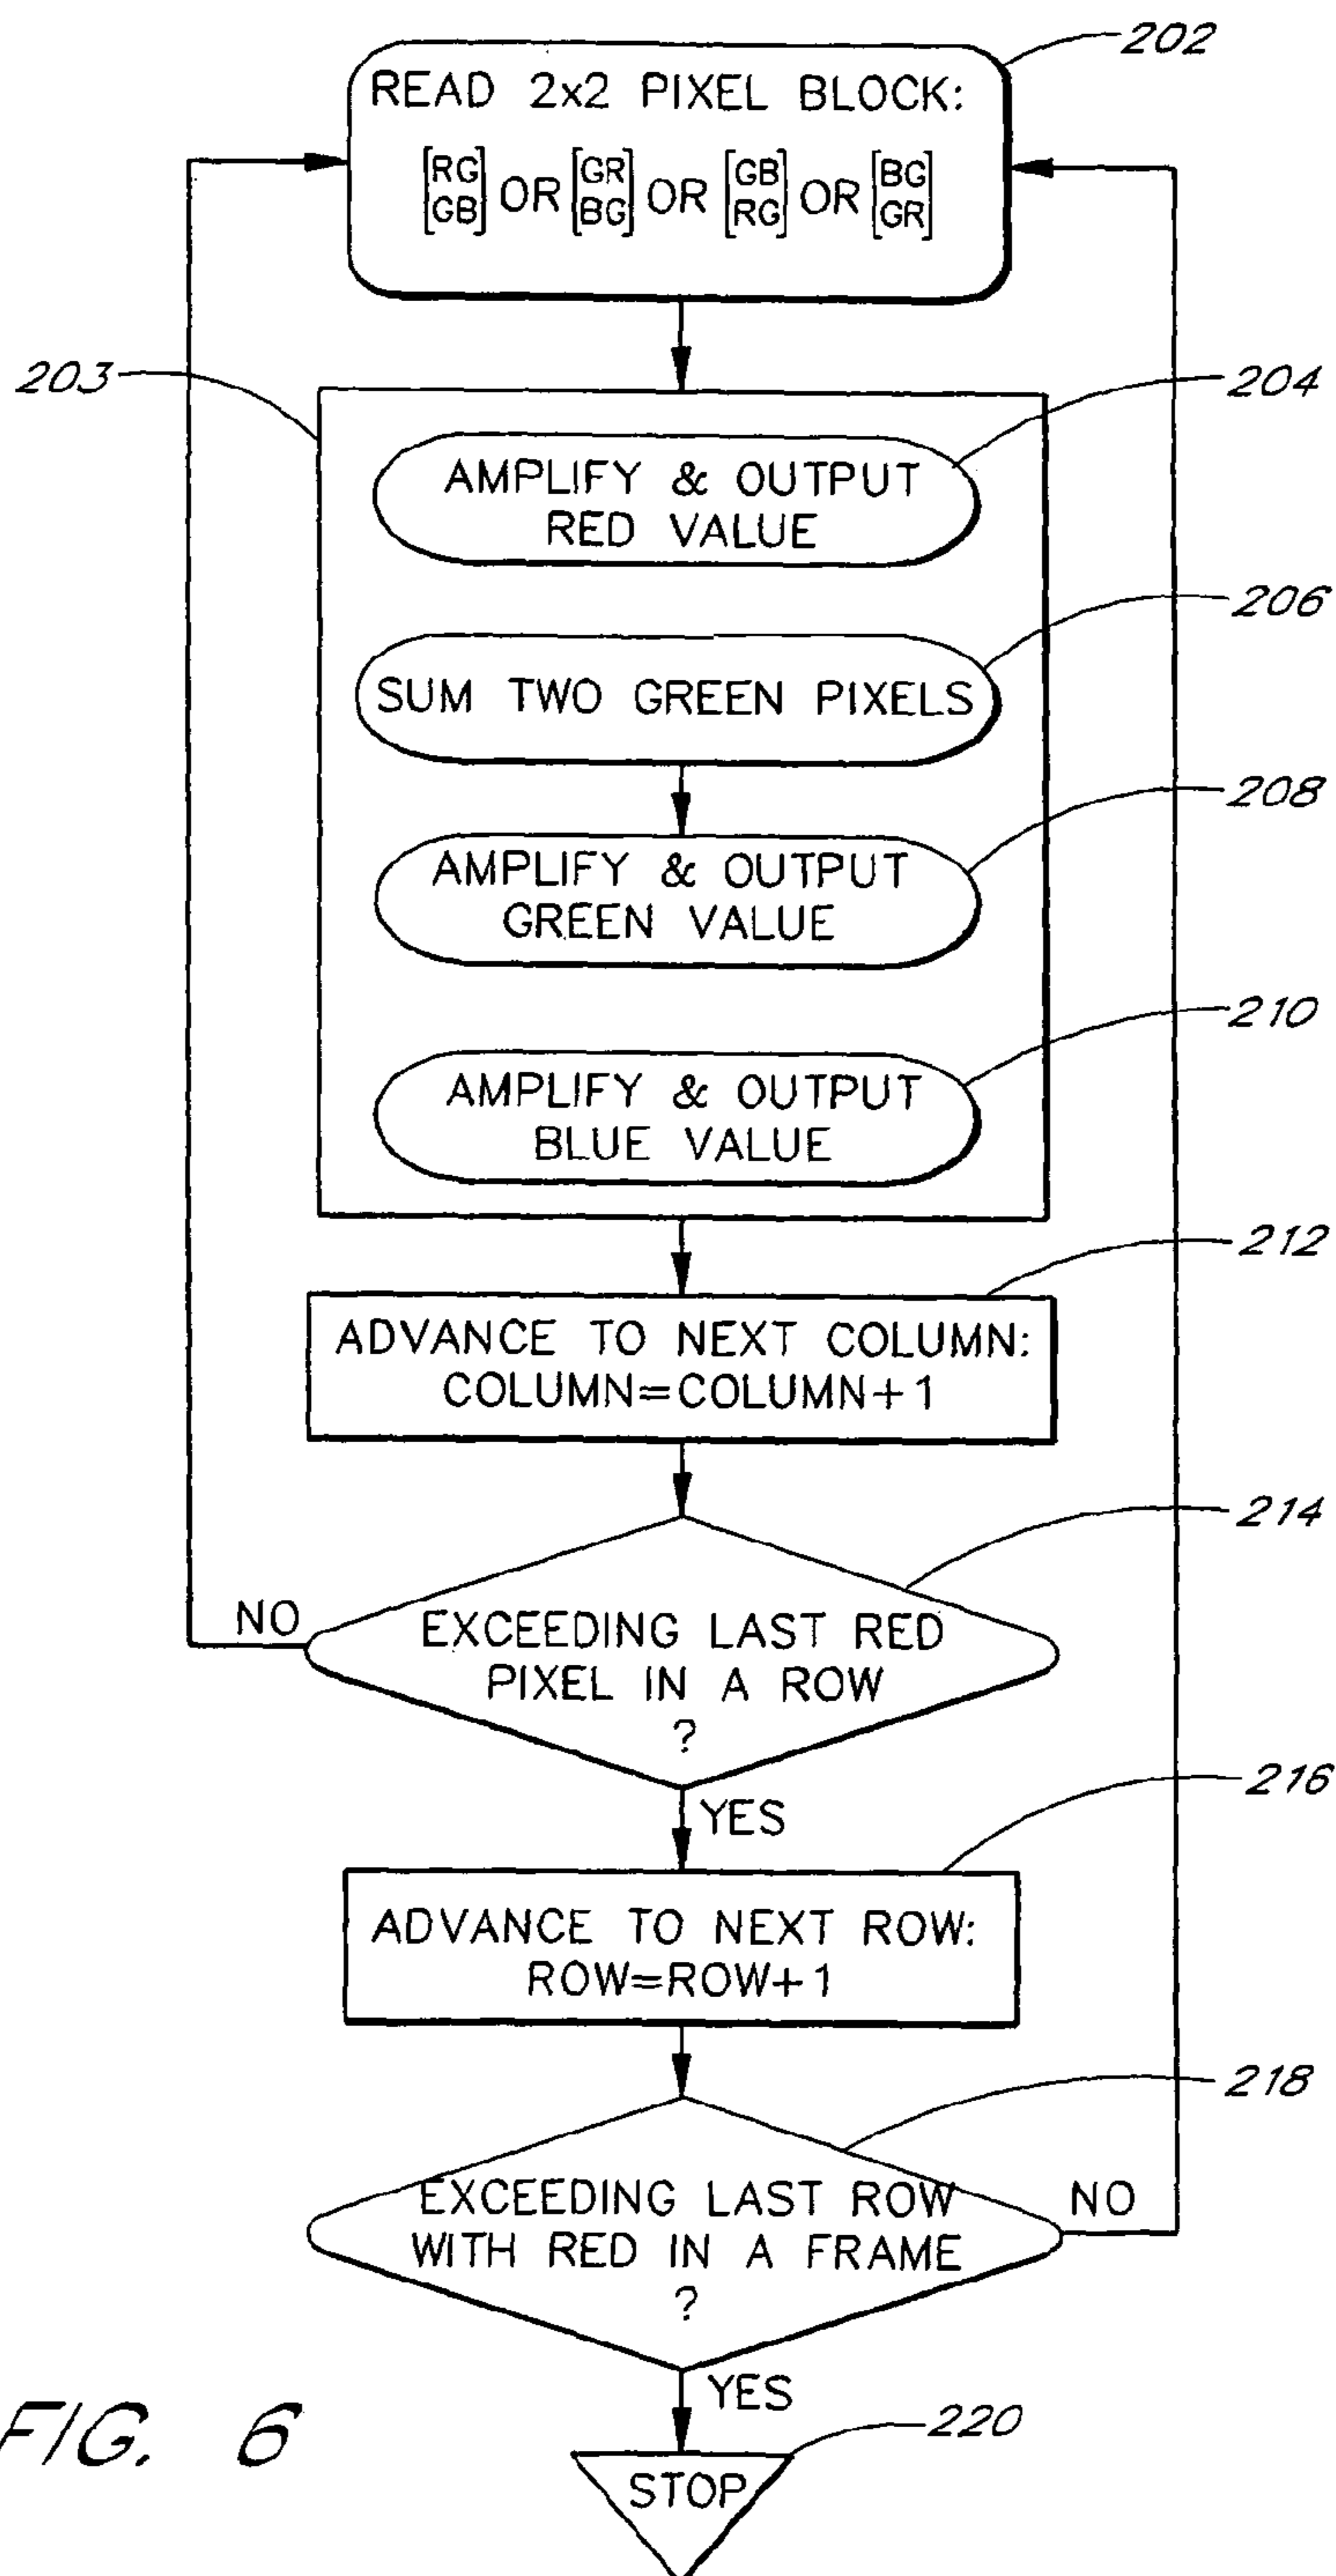 202
READ 2x2 PIXEL BLOCK:
[RG
GB] OR [GR
BG] OR [GB
RG] OR [BG
GR]
203
204
AMPLIFY & OUTPUT
RED VALUE
206
SUM TWO GREEN PIXELS
208
AMPLIFY & OUTPUT
GREEN VALUE
210
AMPLIFY & OUTPUT
BLUE VALUE
212
ADVANCE TO NEXT COLUMN:
COLUMN=COLUMN+1
214
NO
EXCEEDING LAST RED
PIXEL IN A ROW
?
YES
216
ADVANCE TO NEXT ROW:
ROW=ROW+1
218
EXCEEDING LAST ROW
WITH RED IN A FRAME
?
NO
YES
220
STOP
FIG. 6